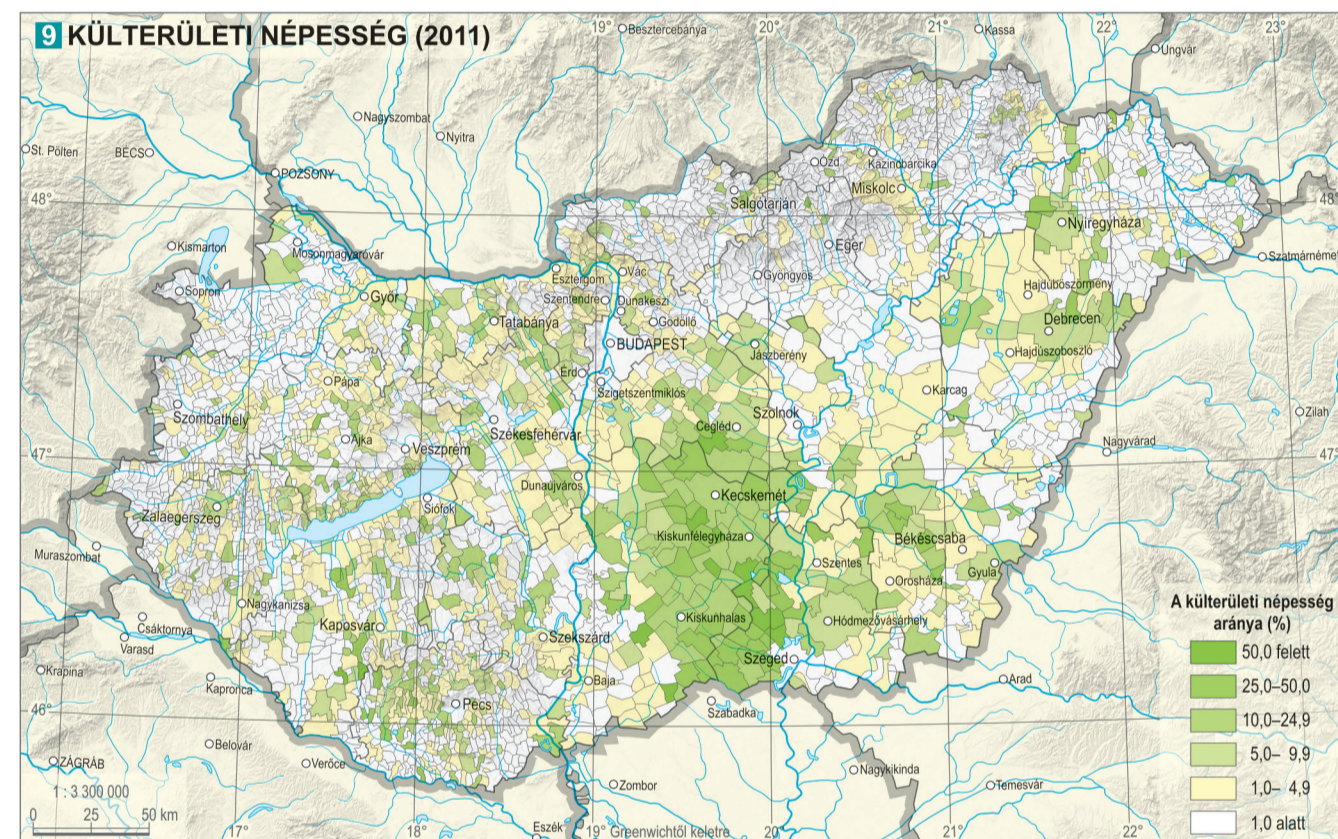 9 KÜLTERÜLETI NÉPESSÉG (2011)
19°
20°
21°
22°
23°
Besztercebánya
Kassa
Ungvár
Nagyszombat
Nyitra
St. Pölten
BÉCS
POZSONY
Ózd
Kazincbarcika
Miskolc
Salgótarján
48°
48°
Nyíregyháza
Kismarton
Mosonmagyaróvár
Eger
Szatmárnémeti
Sopron
Győr
Esztergom
Vác
Gyöngyös
Szentendre
Dunakeszi
Hajdúböszörmény
Tatabánya
Gödöllő
Debrecen
BUDAPEST
Jászberény
Hajdúszoboszló
Pápa
Érd
Szigetszentmiklós
Karcag
Szombathely
Szolnok
Zilah
Székesfehérvár
Cegléd
Ajka
Veszprém
Nagyvárad
47°
47°
Dunaújváros
Kecskemét
Zalaegerszeg
Siófok
Kiskunfélegyháza
Békéscsaba
Muraszombat
Szentes
Gyula
Orosháza
Nagykanizsa
Csáktornya
Kaposvár
Kiskunhalas
Hódmezővásárhely
Varasd
Szekszárd
Szeged
Krapina
Kapronca
Baja
Arad
Pécs
Szabadka
46°
Belovár
ZÁGRÁB
Verőce
Zombor
Nagykikinda
Temesvár
A külterületi népesség
aránya (%)
50,0 felett
25,0–50,0
10,0–24,9
5,0– 9,9
1,0– 4,9
1,0 alatt
1 : 3 300 000
0 25 50 km
17°
18°
Eszék
19°
Greenwichtől keletre
20°
21°
22°